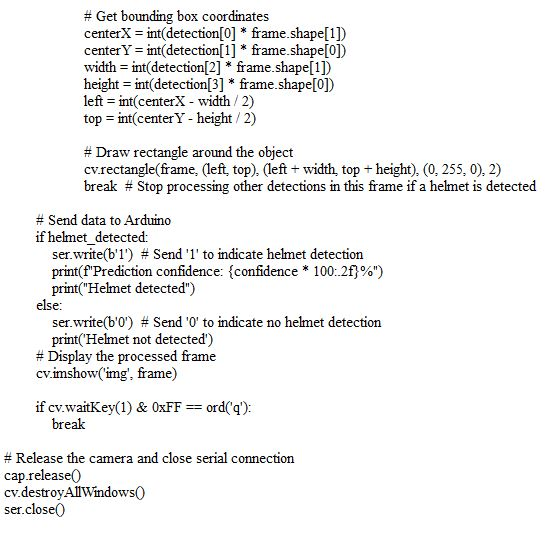 # Get bounding box coordinates
centerX = int(detection[0] * frame.shape[1])
centerY = int(detection[1] * frame.shape[0])
width = int(detection[2] * frame.shape[1])
height = int(detection[3] * frame.shape[0])
left = int(centerX - width / 2)
top = int(centerY - height / 2)
# Draw rectangle around the object
cv.rectangle(frame, (left, top), (left + width, top + height), (0, 255, 0), 2)
break # Stop processing other detections in this frame if a helmet is detected
# Send data to Arduino
if helmet_detected:
ser.write(b'1') # Send '1' to indicate helmet detection
print(f"Prediction confidence: {confidence * 100:.2f}%")
print("Helmet detected")
else:
ser.write(b'0') # Send '0' to indicate no helmet detection
print('Helmet not detected')
# Display the processed frame
cv.imshow('img', frame)
if cv.waitKey(1) & 0xFF == ord('q'):
break
# Release the camera and close serial connection
cap.release()
cv.destroyAllWindows()
ser.close()